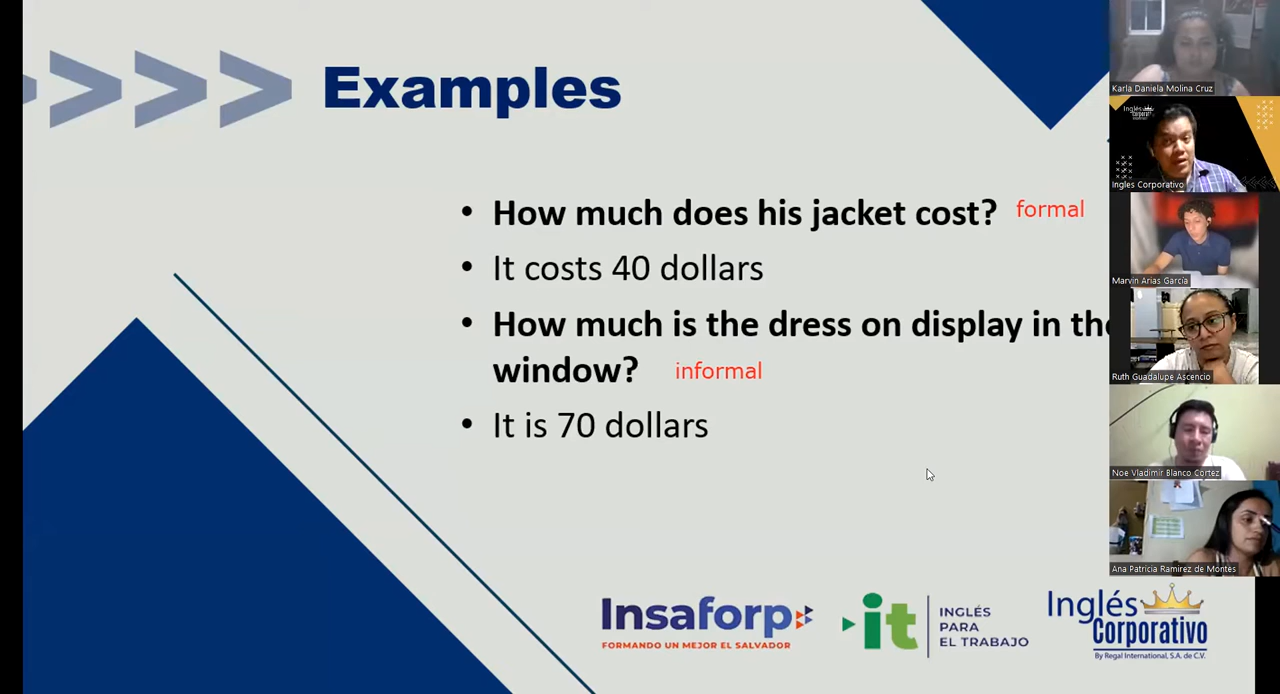 Examples
• How much does his jacket cost? formal
• It costs 40 dollars
• How much is the dress on display in the
window? informal
• It is 70 dollars
Insaforp
FORMANDO UN MEJOR EL SALVADOR
it
INGLÉS
PARA
EL TRABAJO
Inglés
Corporativo
By Regal International, S.A. de C.V.
Karla Daniela Molina Cruz
Inglés
Corporativo
Ingles Corporativo
Marvin Arias García
Ruth Guadalupe Ascencio
Noe Vladimir Blanco Cortez
Ana Patricia Ramirez de Montes